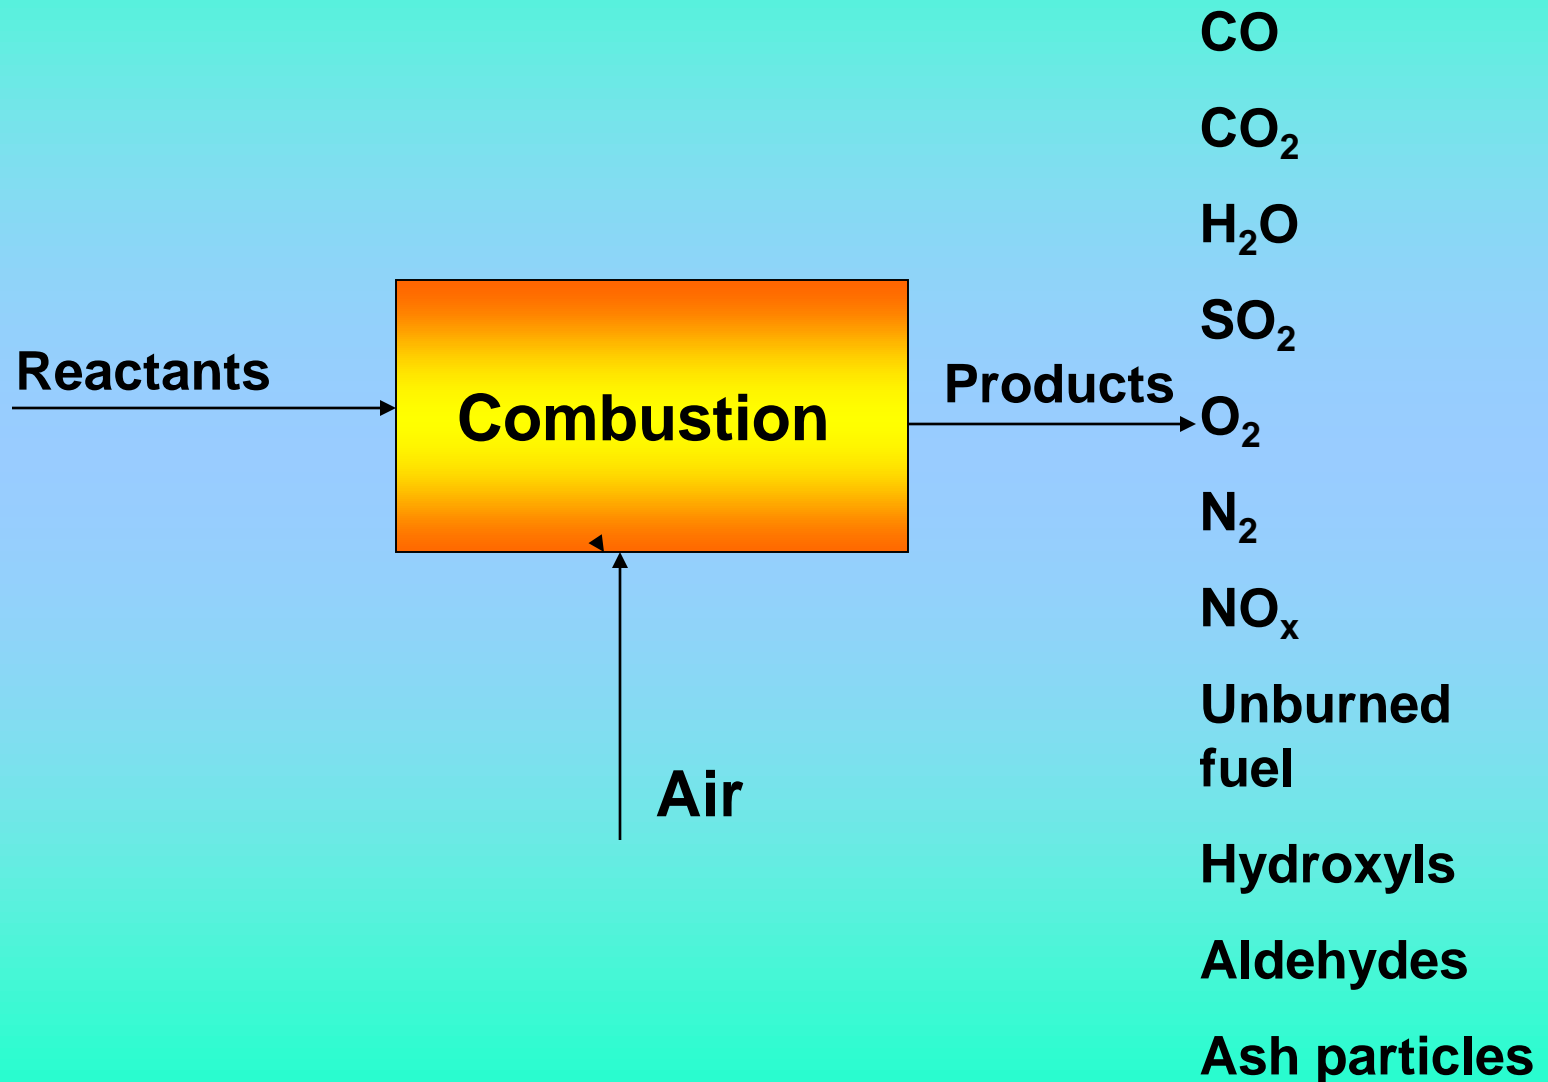 CO
CO₂
H₂O
SO₂
Reactants
Products
Combustion
O₂
N₂
NOₓ
Unburned
fuel
Air
Hydroxyls
Aldehydes
Ash particles